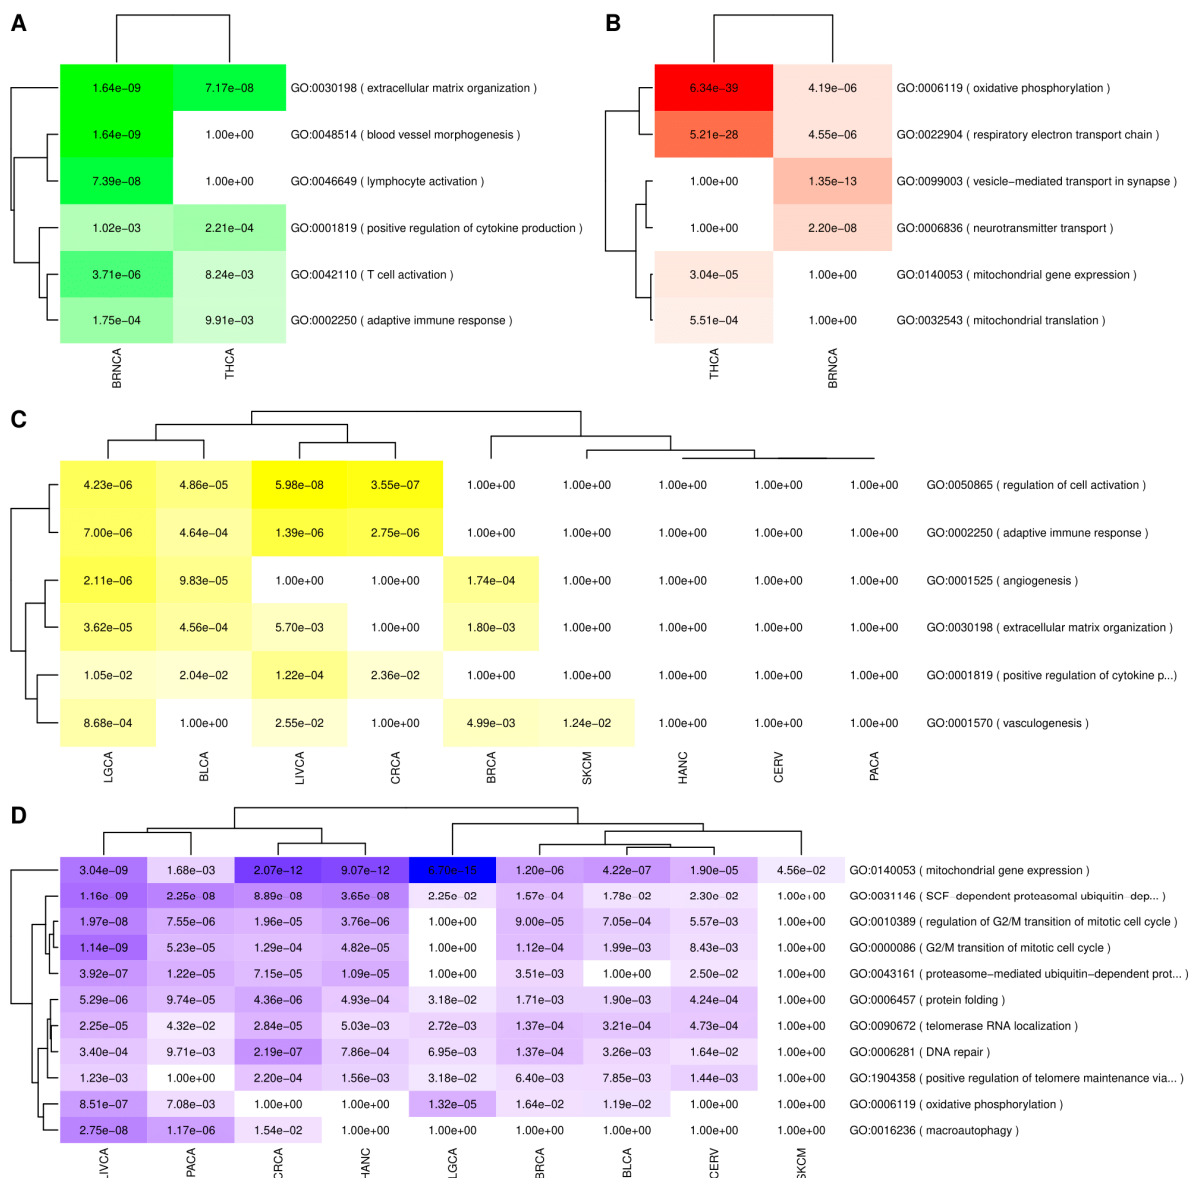 A
1.64e−09 7.17e−08 GO:0030198 ( extracellular matrix organization )
1.64e−09 1.00e+00 GO:0048514 ( blood vessel morphogenesis )
7.39e−08 1.00e+00 GO:0046649 ( lymphocyte activation )
1.02e−03 2.21e−04 GO:0001819 ( positive regulation of cytokine production )
3.71e−06 8.24e−03 GO:0042110 ( T cell activation )
1.75e−04 9.91e−03 GO:0002250 ( adaptive immune response )
BRNCA THCA
B
6.34e−39 4.19e−06 GO:0006119 ( oxidative phosphorylation )
5.21e−28 4.55e−06 GO:0022904 ( respiratory electron transport chain )
1.00e+00 1.35e−13 GO:0099003 ( vesicle−mediated transport in synapse )
1.00e+00 2.20e−08 GO:0006836 ( neurotransmitter transport )
3.04e−05 1.00e+00 GO:0140053 ( mitochondrial gene expression )
5.51e−04 1.00e+00 GO:0032543 ( mitochondrial translation )
THCA BRNCA
C
4.23e−06 4.86e−05 5.98e−08 3.55e−07 1.00e+00 1.00e+00 1.00e+00 1.00e+00 1.00e+00 GO:0050865 ( regulation of cell activation )
7.00e−06 4.64e−04 1.39e−06 2.75e−06 1.00e+00 1.00e+00 1.00e+00 1.00e+00 1.00e+00 GO:0002250 ( adaptive immune response )
2.11e−06 9.83e−05 1.00e+00 1.00e+00 1.74e−04 1.00e+00 1.00e+00 1.00e+00 1.00e+00 GO:0001525 ( angiogenesis )
3.62e−05 4.56e−04 5.70e−03 1.00e+00 1.80e−03 1.00e+00 1.00e+00 1.00e+00 1.00e+00 GO:0030198 ( extracellular matrix organization )
1.05e−02 2.04e−02 1.22e−04 2.36e−02 1.00e+00 1.00e+00 1.00e+00 1.00e+00 1.00e+00 GO:0001819 ( positive regulation of cytokine p...)
8.68e−04 1.00e+00 2.55e−02 1.00e+00 4.99e−03 1.24e−02 1.00e+00 1.00e+00 1.00e+00 GO:0001570 ( vasculogenesis )
LGCA BLCA LIVCA CRCA BRCA SKCM HANC CERV PACA
D
3.04e−09 1.68e−03 2.07e−12 9.07e−12 1.20e−06 4.22e−07 1.90e−05 4.56e−02 GO:0140053 ( mitochondrial gene expression )
1.16e−09 2.25e−08 8.89e−08 3.65e−08 2.25e−02 1.57e−04 1.78e−02 2.30e−02 1.00e+00 GO:0031146 ( SCF−dependent proteasomal ubiquitin−dep... )
1.97e−08 7.55e−06 1.96e−05 3.76e−06 1.00e+00 9.00e−05 7.05e−04 5.57e−03 1.00e+00 GO:0010389 ( regulation of G2/M transition of mitotic cell cycle )
1.14e−09 5.23e−05 1.29e−04 4.82e−05 1.00e+00 1.12e−04 1.99e−03 8.43e−03 1.00e+00 GO:0000086 ( G2/M transition of mitotic cell cycle )
3.92e−07 1.22e−05 7.15e−05 1.09e−05 1.00e+00 3.51e−03 1.00e+00 2.50e−02 1.00e+00 GO:0043161 ( proteasome−mediated ubiquitin−dependent prot... )
5.29e−06 9.74e−05 4.36e−06 4.93e−04 3.18e−02 1.71e−03 1.90e−03 4.24e−04 1.00e+00 GO:0006457 ( protein folding )
2.25e−05 4.32e−02 2.84e−05 5.03e−03 2.72e−03 1.37e−04 3.21e−04 4.73e−04 1.00e+00 GO:0090672 ( telomerase RNA localization )
3.40e−04 9.71e−03 2.19e−07 7.86e−04 6.95e−03 1.37e−04 3.26e−03 1.64e−02 1.00e+00 GO:0006281 ( DNA repair )
1.23e−03 1.00e+00 2.20e−04 1.56e−03 3.18e−02 6.40e−03 7.85e−03 1.44e−03 1.00e+00 GO:1904358 ( positive regulation of telomere maintenance via... )
8.51e−07 7.08e−03 1.00e+00 1.00e+00 1.32e−05 1.64e−02 1.19e−02 1.00e+00 1.00e+00 GO:0006119 ( oxidative phosphorylation )
2.75e−08 1.17e−06 1.54e−02 1.00e+00 1.00e+00 1.00e+00 1.00e+00 1.00e+00 1.00e+00 GO:0016236 ( macroautophagy )
LIVCA PACA CRCA HANC LGCA BRCA BLCA CERV SKCM